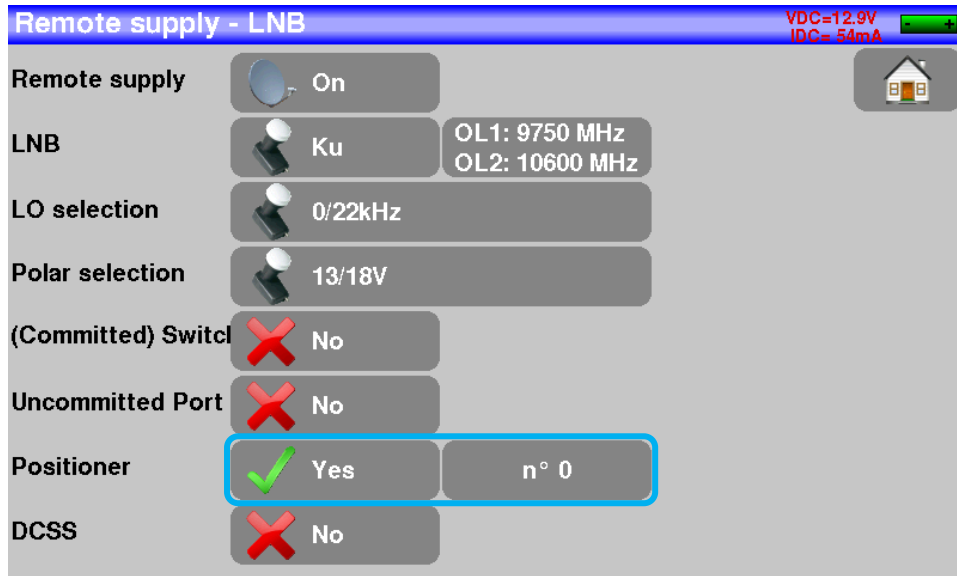 Remote supply - LNB
VDC=12.9V
IDC= 54mA
- +
Remote supply
On
LNB
Ku
OL1: 9750 MHz
OL2: 10600 MHz
LO selection
0/22kHz
Polar selection
13/18V
(Committed) Switcl
No
Uncommitted Port
No
Positioner
Yes
n° 0
DCSS
No